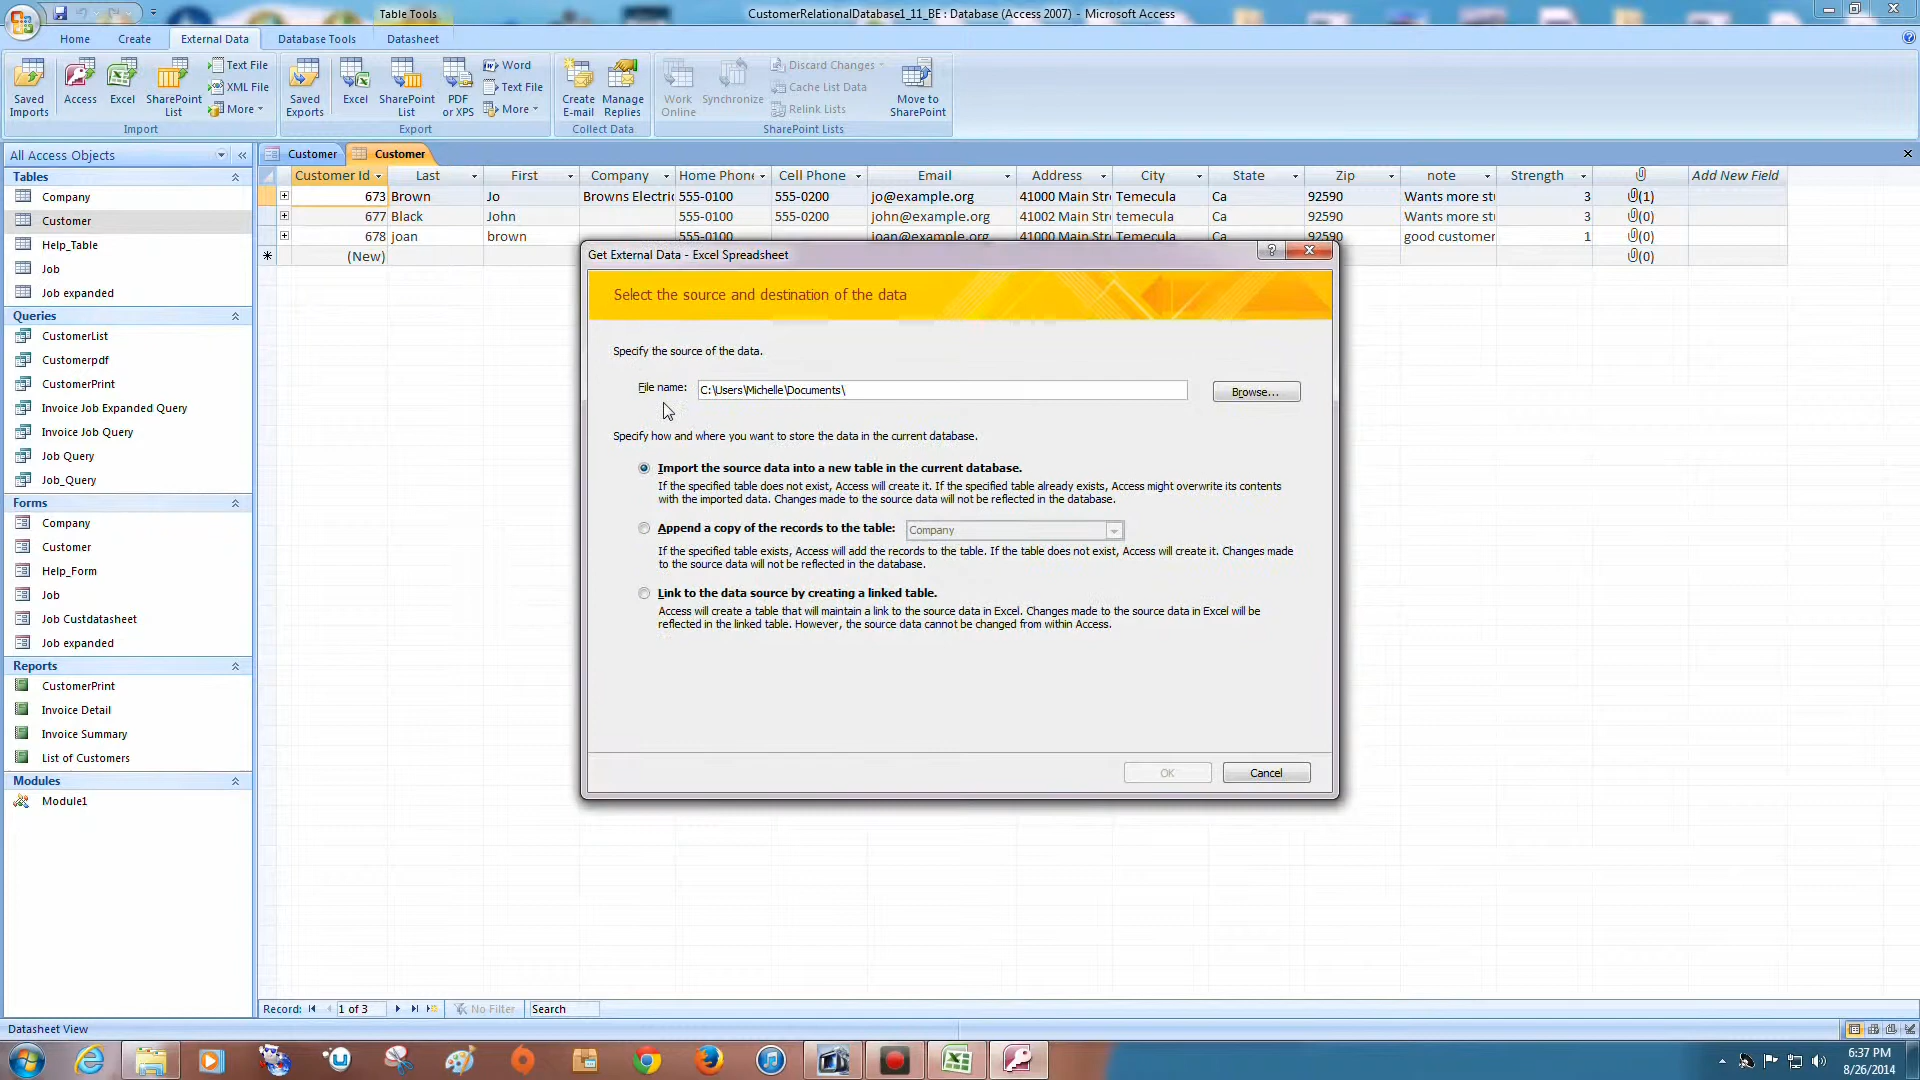 Table Tools
CustomerRelationalDatabase1_11_BE : Database (Access 2007) - Microsoft Access
Home Create External Data Database Tools Datasheet
Saved Imports
Access
Excel
SharePoint List
Text File
XML File
More
Import
Saved Exports
Excel
SharePoint List
PDF or XPS
Word
Text File
More
Export
Create E-mail
Manage Replies
Collect Data
Work Online
Synchronize
Discard Changes
Cache List Data
Relink Lists
Move to SharePoint
SharePoint Lists
All Access Objects
Tables
Company
Customer
Help_Table
Job
Job expanded
Queries
CustomerList
Customerpdf
CustomerPrint
Invoice Job Expanded Query
Invoice Job Query
Job Query
Job_Query
Forms
Company
Customer
Help_Form
Job
Job Custdatasheet
Job expanded
Reports
CustomerPrint
Invoice Detail
Invoice Summary
List of Customers
Modules
Module1
Customer Customer
Customer Id Last First Company Home Phone Cell Phone Email Address City State Zip note Strength Add New Field
673 Brown Jo Browns Electric 555-0100 555-0200 jo@example.org 41000 Main Str Temecula Ca 92590 Wants more st 3 (1)
677 Black John 555-0100 555-0200 john@example.org 41002 Main Str temecula Ca 92590 Wants more st 3 (0)
678 joan brown 555-0100 joan@example.org 41000 Main Str Temecula Ca 92590 good customer 1 (0)
(New) (0)
Get External Data - Excel Spreadsheet
Select the source and destination of the data
Specify the source of the data.
File name: C:\Users\Michelle\Documents\ Browse...
Specify how and where you want to store the data in the current database.
Import the source data into a new table in the current database.
If the specified table does not exist, Access will create it. If the specified table already exists, Access might overwrite its contents
with the imported data. Changes made to the source data will not be reflected in the database.
Append a copy of the records to the table: Company
If the specified table exists, Access will add the records to the table. If the table does not exist, Access will create it. Changes made
to the source data will not be reflected in the database.
Link to the data source by creating a linked table.
Access will create a table that will maintain a link to the source data in Excel. Changes made to the source data in Excel will be
reflected in the linked table. However, the source data cannot be changed from within Access.
OK Cancel
Record: 1 of 3 No Filter Search
Datasheet View
6:37 PM
8/26/2014